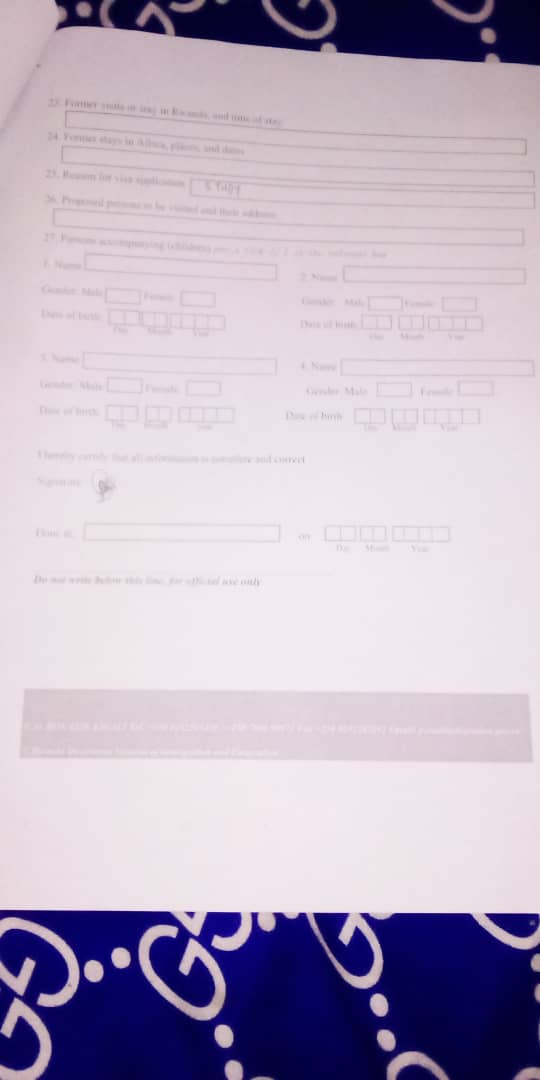 23. Former visits or stay in Rwanda, and time of stay
24. Former stays in Africa, places, and dates
25. Reason for visa application STUDY
26. Proposed persons to be visited and their address
27. Persons accompanying (children)
1. Name
2. Name
Gender: Male Female
Gender: Male Female
Date of birth
Date of birth
Day Month Year
Day Month Year
3. Name
4. Name
Gender: Male Female
Gender: Male Female
Date of birth
Date of birth
Day Month Year
Day Month Year
I hereby certify that all information is complete and correct
Signature
Done at, on
Day Month Year
Do not write below this line, for official use only